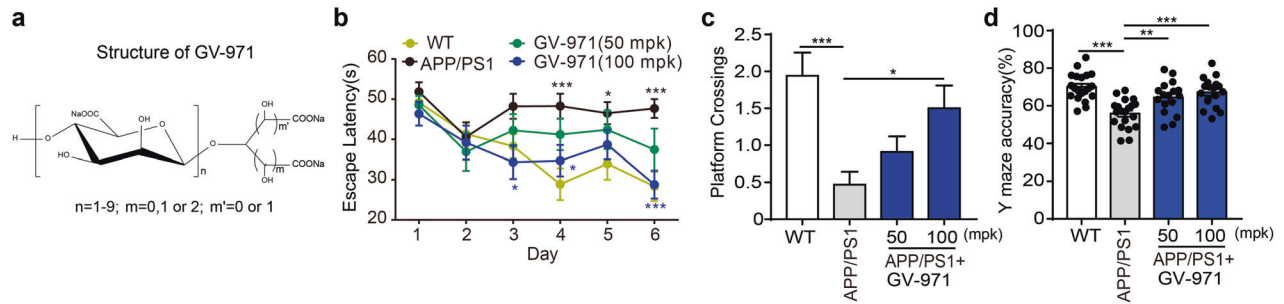 a
Structure of GV-971
NaOOC
O
OH
HO
H
O
n
O
OH
m'
COONa
COONa
OH
m
n=1-9; m=0,1 or 2; m'=0 or 1
b
WT
GV-971(50 mpk)
APP/PS1
GV-971(100 mpk)
Escape Latency(s)
60
50
40
30
20
***
*
***
*
*
***
1 2 3 4 5 6
Day
c
Platform Crossings
2.5
2.0
1.5
1.0
0.5
0.0
***
*
WT
APP/PS1
50 100 (mpk)
APP/PS1+
GV-971
d
Y maze accuracy(%)
100
80
60
40
20
0
***
**
***
WT
APP/PS1
50 100 (mpk)
APP/PS1+
GV-971